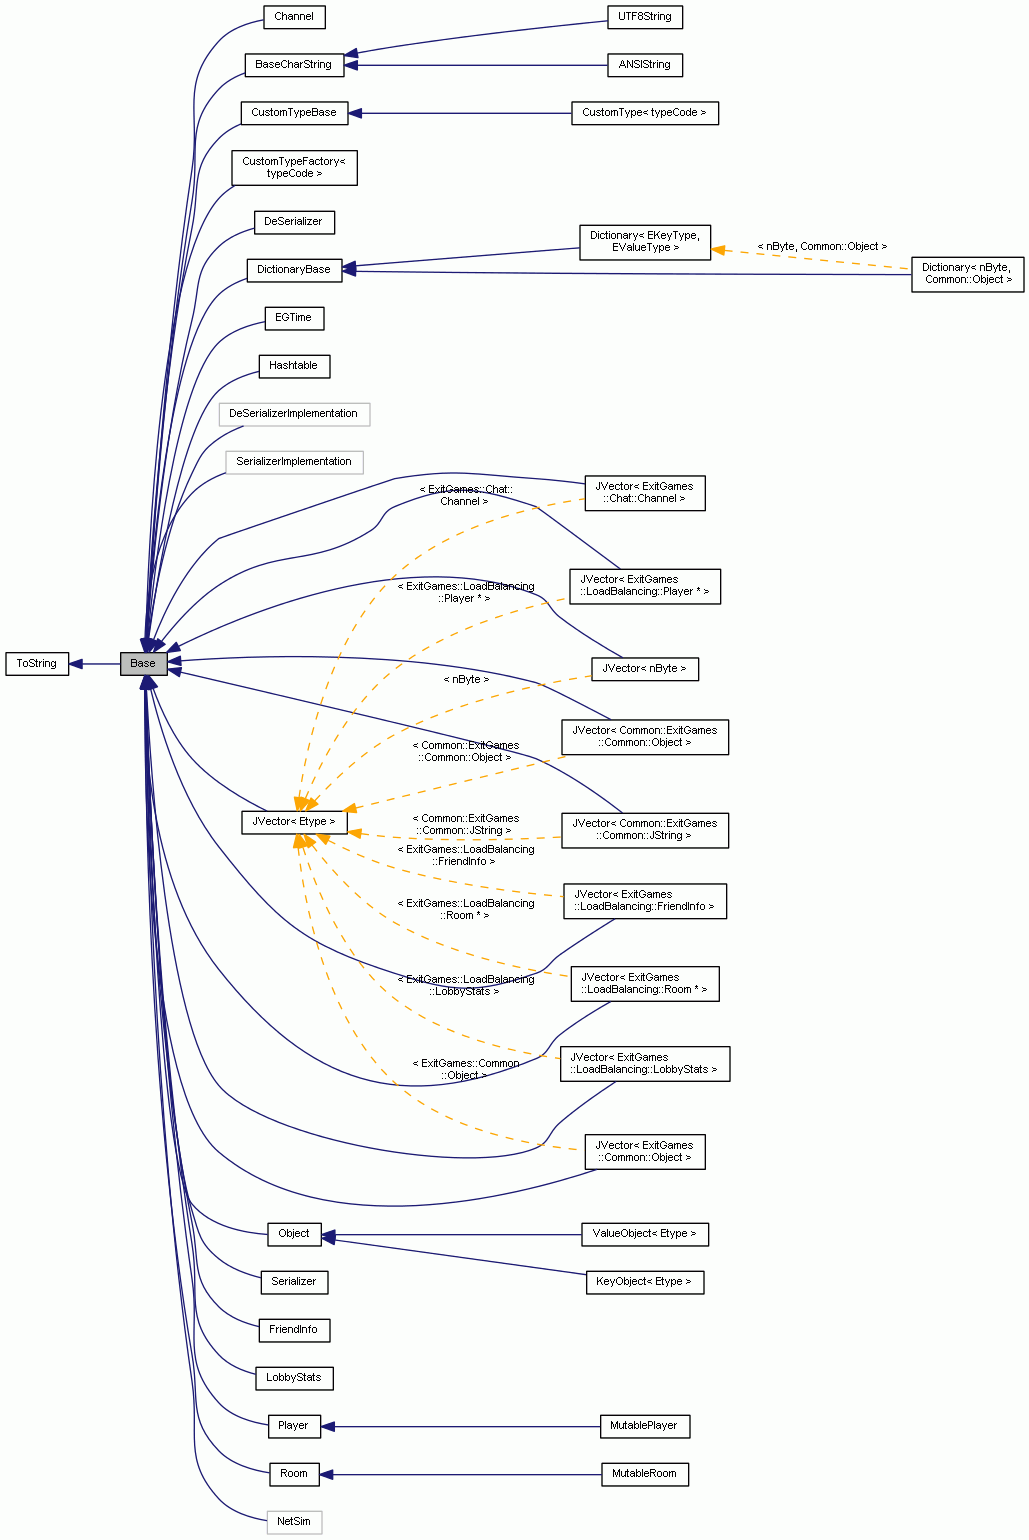 Channel
UTF8String
BaseCharString
ANSIString
CustomTypeBase
CustomType< typeCode >
CustomTypeFactory<
typeCode >
DeSerializer
Dictionary< EKeyType,
EValueType >
< nByte, Common::Object >
DictionaryBase
Dictionary< nByte,
Common::Object >
EGTime
Hashtable
DeSerializerImplementation
SerializerImplementation
< ExitGames::Chat::
Channel >
JVector< ExitGames
::Chat::Channel >
< ExitGames::LoadBalancing
::Player * >
JVector< ExitGames
::LoadBalancing::Player * >
ToString
Base
< nByte >
JVector< nByte >
JVector< Common::ExitGames
::Common::Object >
< Common::ExitGames
::Common::Object >
JVector< Etype >
< Common::ExitGames
::Common::JString >
JVector< Common::ExitGames
::Common::JString >
< ExitGames::LoadBalancing
::FriendInfo >
JVector< ExitGames
::LoadBalancing::FriendInfo >
< ExitGames::LoadBalancing
::Room * >
JVector< ExitGames
::LoadBalancing::Room * >
< ExitGames::LoadBalancing
::LobbyStats >
JVector< ExitGames
::LoadBalancing::LobbyStats >
< ExitGames::Common
::Object >
JVector< ExitGames
::Common::Object >
Object
ValueObject< Etype >
Serializer
KeyObject< Etype >
FriendInfo
LobbyStats
Player
MutablePlayer
Room
MutableRoom
NetSim